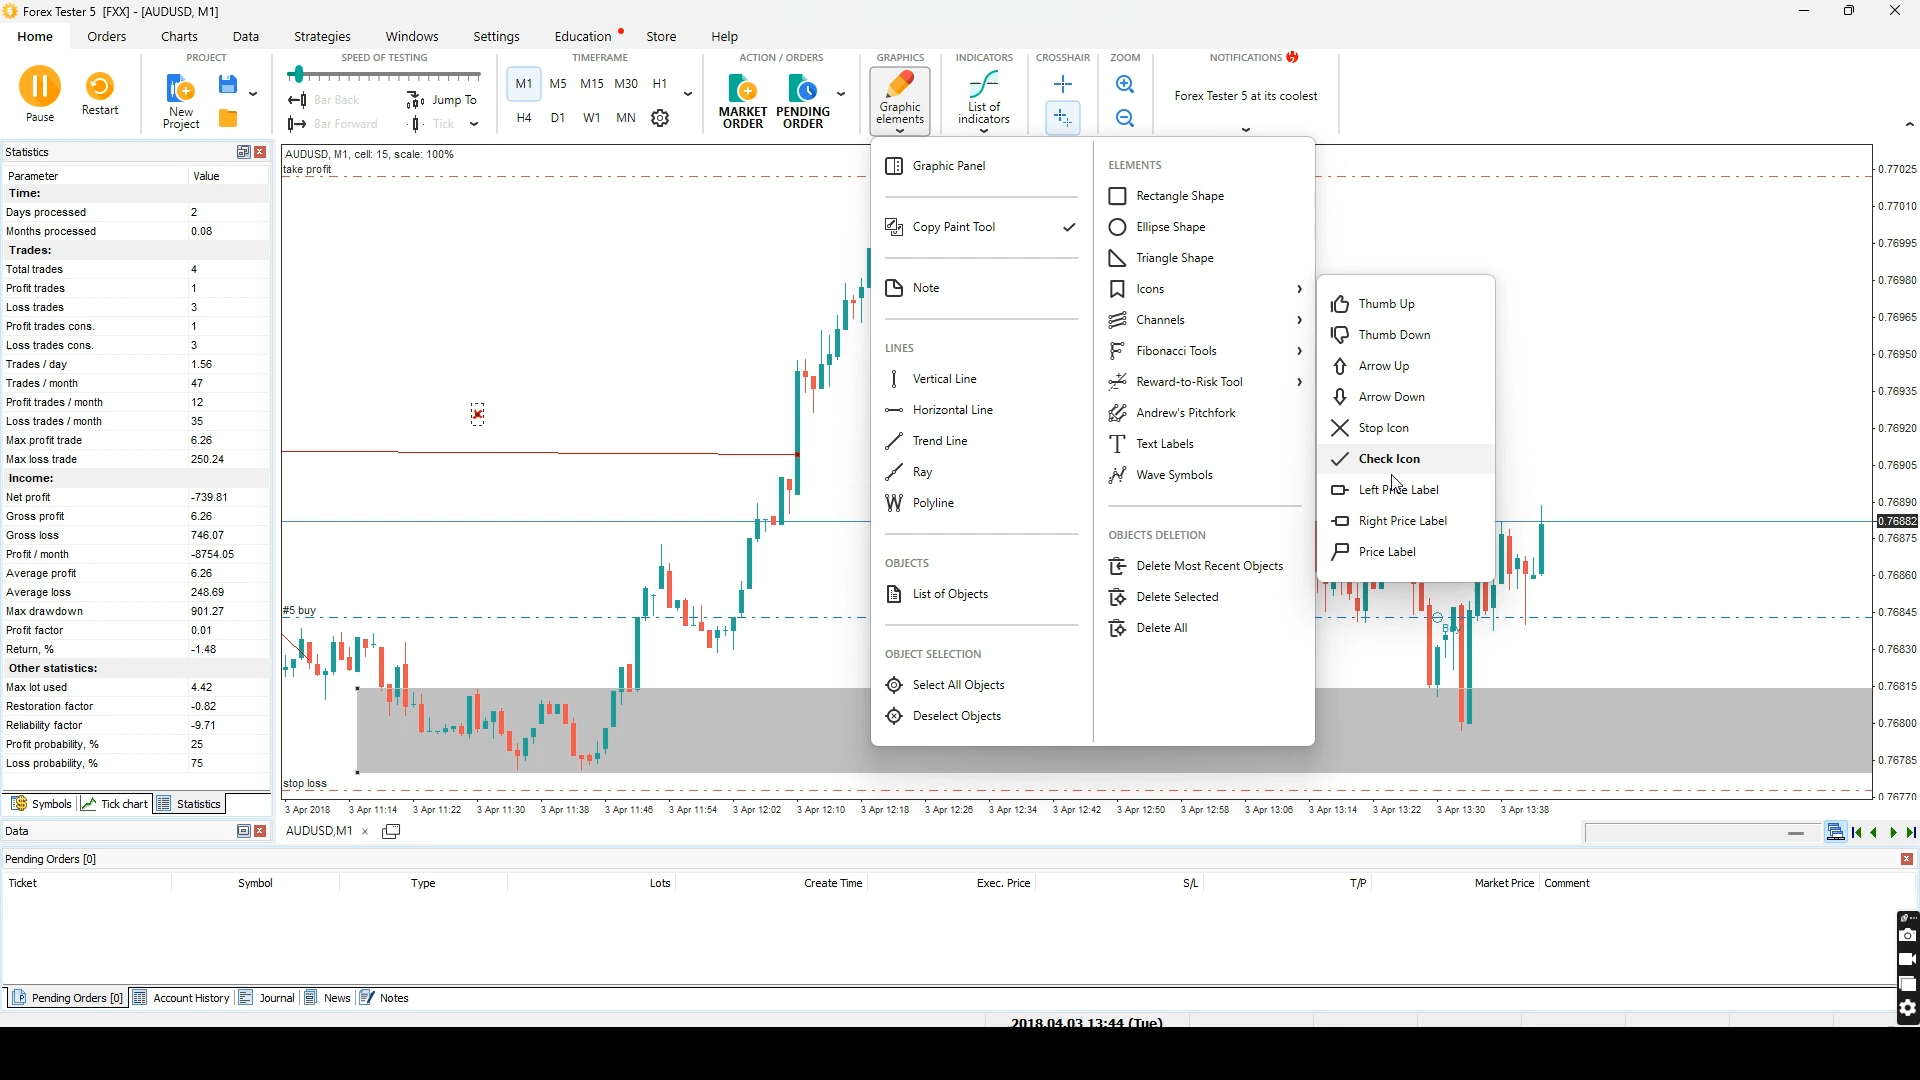 Forex Tester 5 [FXX] - [AUDUSD, M1]
Home Orders Charts Data Strategies Windows Settings Education Store Help
PROJECT SPEED OF TESTING TIMEFRAME ACTION / ORDERS GRAPHICS INDICATORS CROSSHAIR ZOOM NOTIFICATIONS
Pause
Restart
New Project
Bar Back Jump To
Bar Forward Tick
M1 M5 M15 M30 H1
H4 D1 W1 MN
MARKET ORDER
PENDING ORDER
Graphic elements
List of indicators
Forex Tester 5 at its coolest
Statistics
Parameter Value
Time:
Days processed 2
Months processed 0.08
Trades:
Total trades 4
Profit trades 1
Loss trades 3
Profit trades cons. 1
Loss trades cons. 3
Trades / day 1.56
Trades / month 47
Profit trades / month 12
Loss trades / month 35
Max profit trade 6.26
Max loss trade 250.24
Income:
Net profit -739.81
Gross profit 6.26
Gross loss 746.07
Profit / month -8754.05
Average profit 6.26
Average loss 248.69
Max drawdown 901.27
Profit factor 0.01
Return, % -1.48
Other statistics:
Max lot used 4.42
Restoration factor -0.82
Reliability factor -9.71
Profit probability, % 25
Loss probability, % 75
Symbols Tick chart Statistics
Data
AUDUSD, M1, cell: 15, scale: 100%
take profit
#5 buy
stop loss
Graphic Panel
Copy Paint Tool
Note
LINES
Vertical Line
Horizontal Line
Trend Line
Ray
Polyline
OBJECTS
List of Objects
OBJECT SELECTION
Select All Objects
Deselect Objects
ELEMENTS
Rectangle Shape
Ellipse Shape
Triangle Shape
Icons
Channels
Fibonacci Tools
Reward-to-Risk Tool
Andrew's Pitchfork
Text Labels
Wave Symbols
OBJECTS DELETION
Delete Most Recent Objects
Delete Selected
Delete All
Thumb Up
Thumb Down
Arrow Up
Arrow Down
Stop Icon
Check Icon
Left Price Label
Right Price Label
Price Label
Buy
0.77025
0.77010
0.76995
0.76980
0.76965
0.76950
0.76935
0.76920
0.76905
0.76890
0.76882
0.76875
0.76860
0.76845
0.76830
0.76815
0.76800
0.76785
0.76770
3 Apr 2018 3 Apr 11:14 3 Apr 11:22 3 Apr 11:30 3 Apr 11:38 3 Apr 11:46 3 Apr 11:54 3 Apr 12:02 3 Apr 12:10 3 Apr 12:18 3 Apr 12:26 3 Apr 12:34 3 Apr 12:42 3 Apr 12:50 3 Apr 12:58 3 Apr 13:06 3 Apr 13:14 3 Apr 13:22 3 Apr 13:30 3 Apr 13:38
AUDUSD,M1
Pending Orders [0]
Ticket Symbol Type Lots Create Time Exec. Price S/L T/P Market Price Comment
Pending Orders [0] Account History Journal News Notes
2018.04.03 13:44 (Tue)